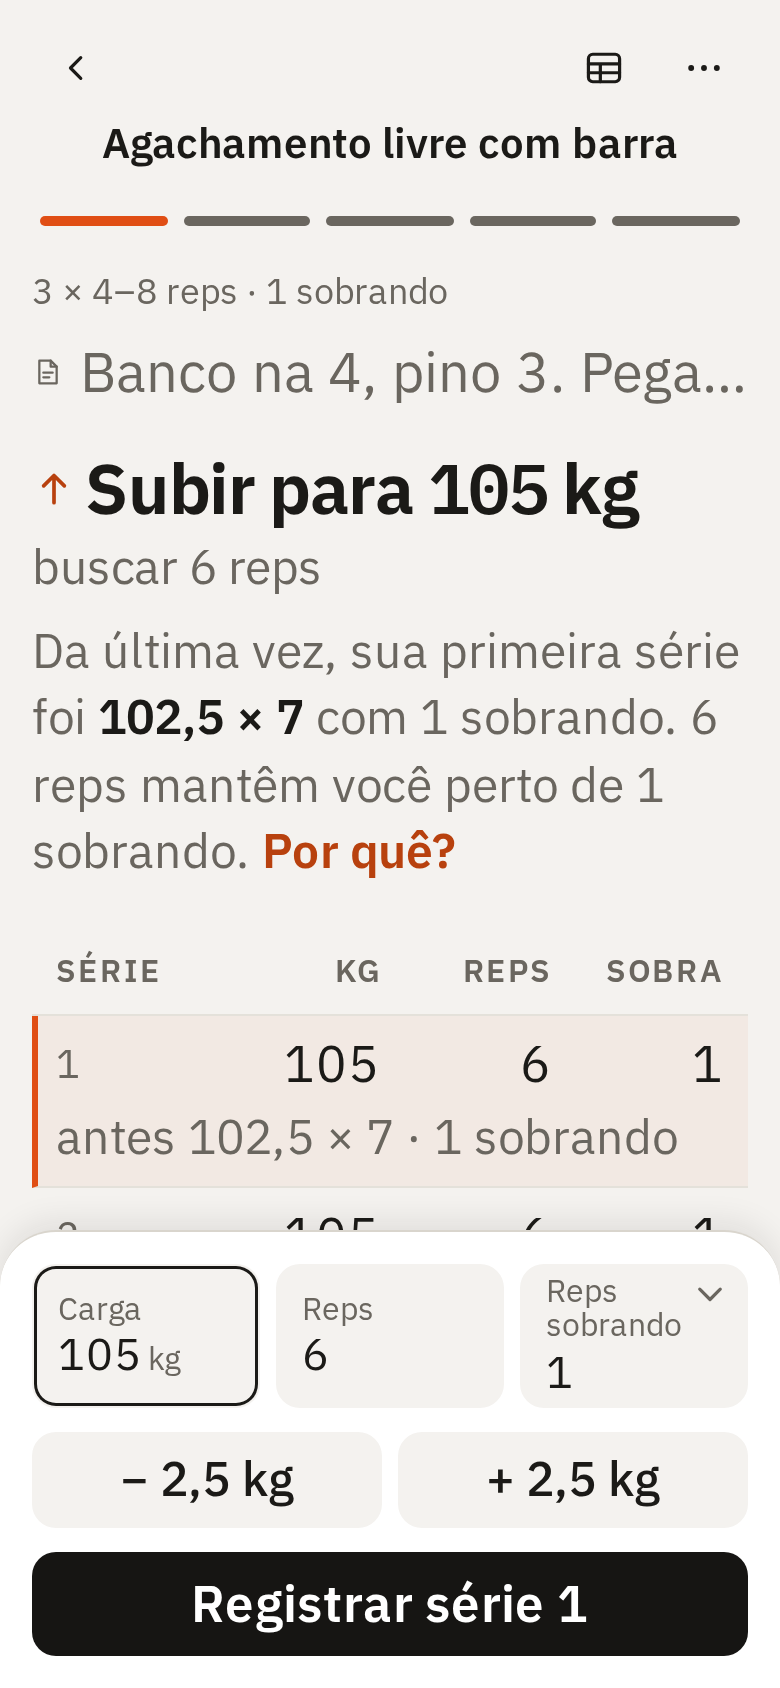 Agachamento livre com barra
3 × 4–8 reps · 1 sobrando
Banco na 4, pino 3. Pega...
Subir para 105 kg
buscar 6 reps
Da última vez, sua primeira série
foi 102,5 × 7 com 1 sobrando. 6
reps mantêm você perto de 1
sobrando. Por quê?
SÉRIE KG REPS SOBRA
1 105 6 1
antes 102,5 × 7 · 1 sobrando
2 105 6 1
Carga
105 kg
Reps
6
Reps
sobrando
1
− 2,5 kg
+ 2,5 kg
Registrar série 1